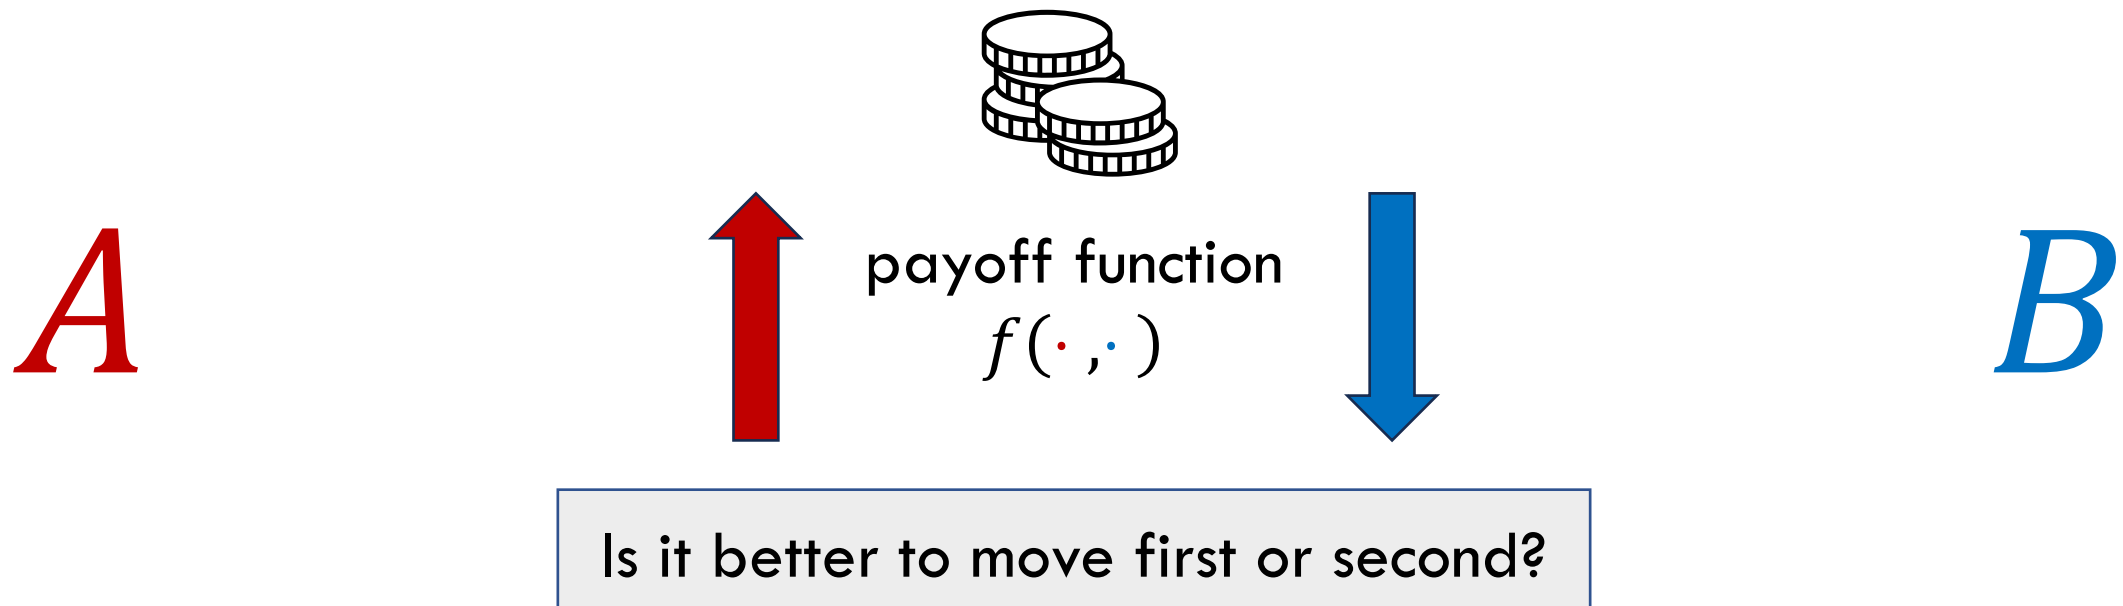 A
payoff function
f(· ,· )
B
Is it better to move first or second?